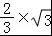 2/3 × √3